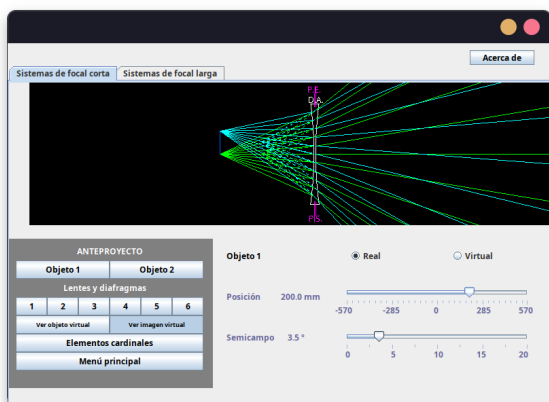 Acerca de
Sistemas de focal corta Sistemas de focal larga
P.E.
D.A.
P.S.
ANTEPROYECTO
Objeto 1 Objeto 2
Lentes y diafragmas
1 2 3 4 5 6
Ver objeto virtual Ver imagen virtual
Elementos cardinales
Menú principal
Objeto 1 Real Virtual
Posición 200.0 mm
-570 -285 0 285 570
Semicampo 3.5 °
0 5 10 15 20